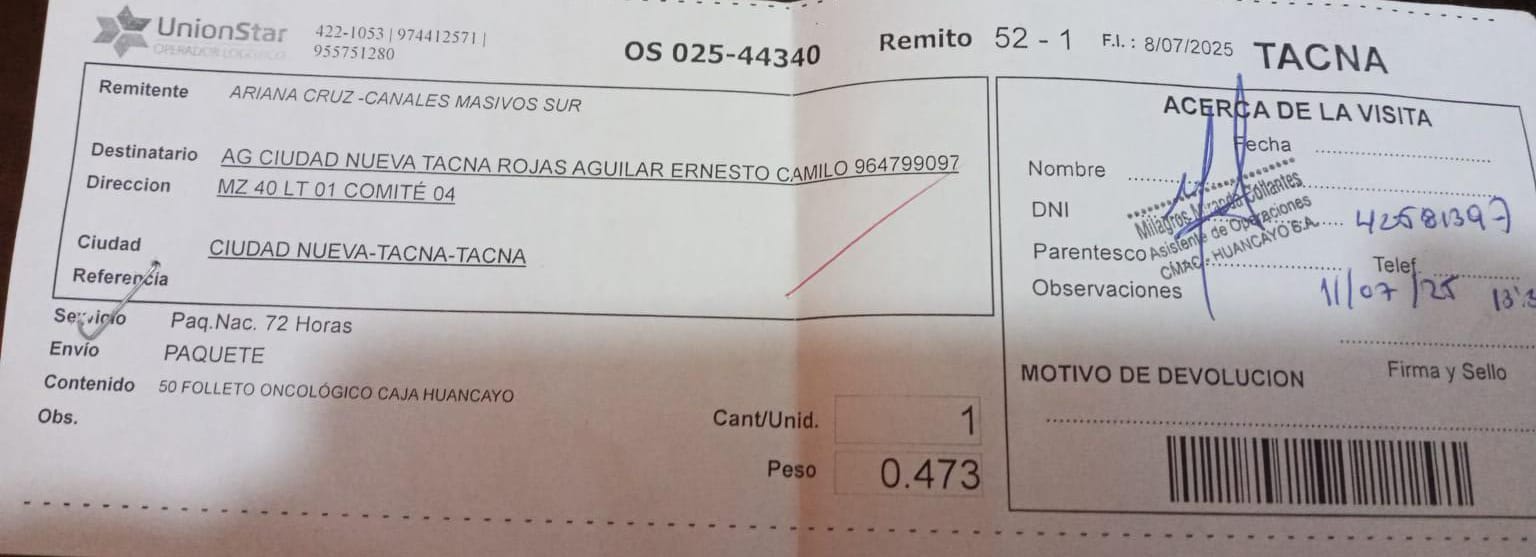 UnionStar
OPERADOR LOGÍSTICO
422-1053 | 974412571 |
955751280
OS 025-44340
Remito 52 - 1
F.I. : 8/07/2025
TACNA
Remitente ARIANA CRUZ -CANALES MASIVOS SUR
Destinatario AG CIUDAD NUEVA TACNA ROJAS AGUILAR ERNESTO CAMILO 964799097
Direccion MZ 40 LT 01 COMITÉ 04
Ciudad CIUDAD NUEVA-TACNA-TACNA
Referencia
Servicio Paq.Nac. 72 Horas
Envío PAQUETE
Contenido 50 FOLLETO ONCOLÓGICO CAJA HUANCAYO
Obs.
Cant/Unid. 1
Peso 0.473
ACERCA DE LA VISITA
Fecha
Nombre
DNI 42581397
Parentesco
Telef.
Observaciones 11/07/25
Milagros Miranda Collantes
Asistente de Operaciones
CMAC - HUANCAYO S.A.
Firma y Sello
MOTIVO DE DEVOLUCION